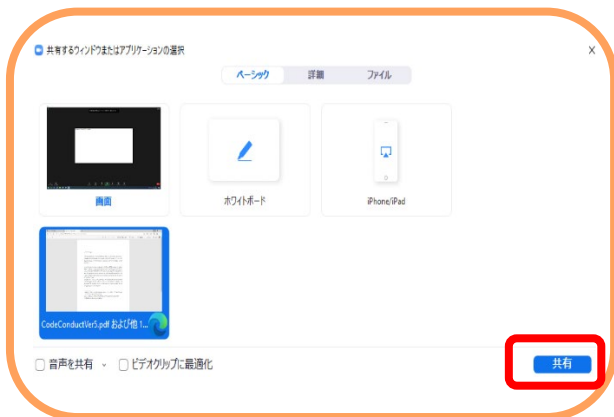 共有するウィンドウまたはアプリケーションの選択
X
ベーシック 詳細 ファイル
画面
ホワイトボード
iPhone/iPad
CodeConductVer5.pdf および他 1...
音声を共有
ビデオクリップに最適化
共有